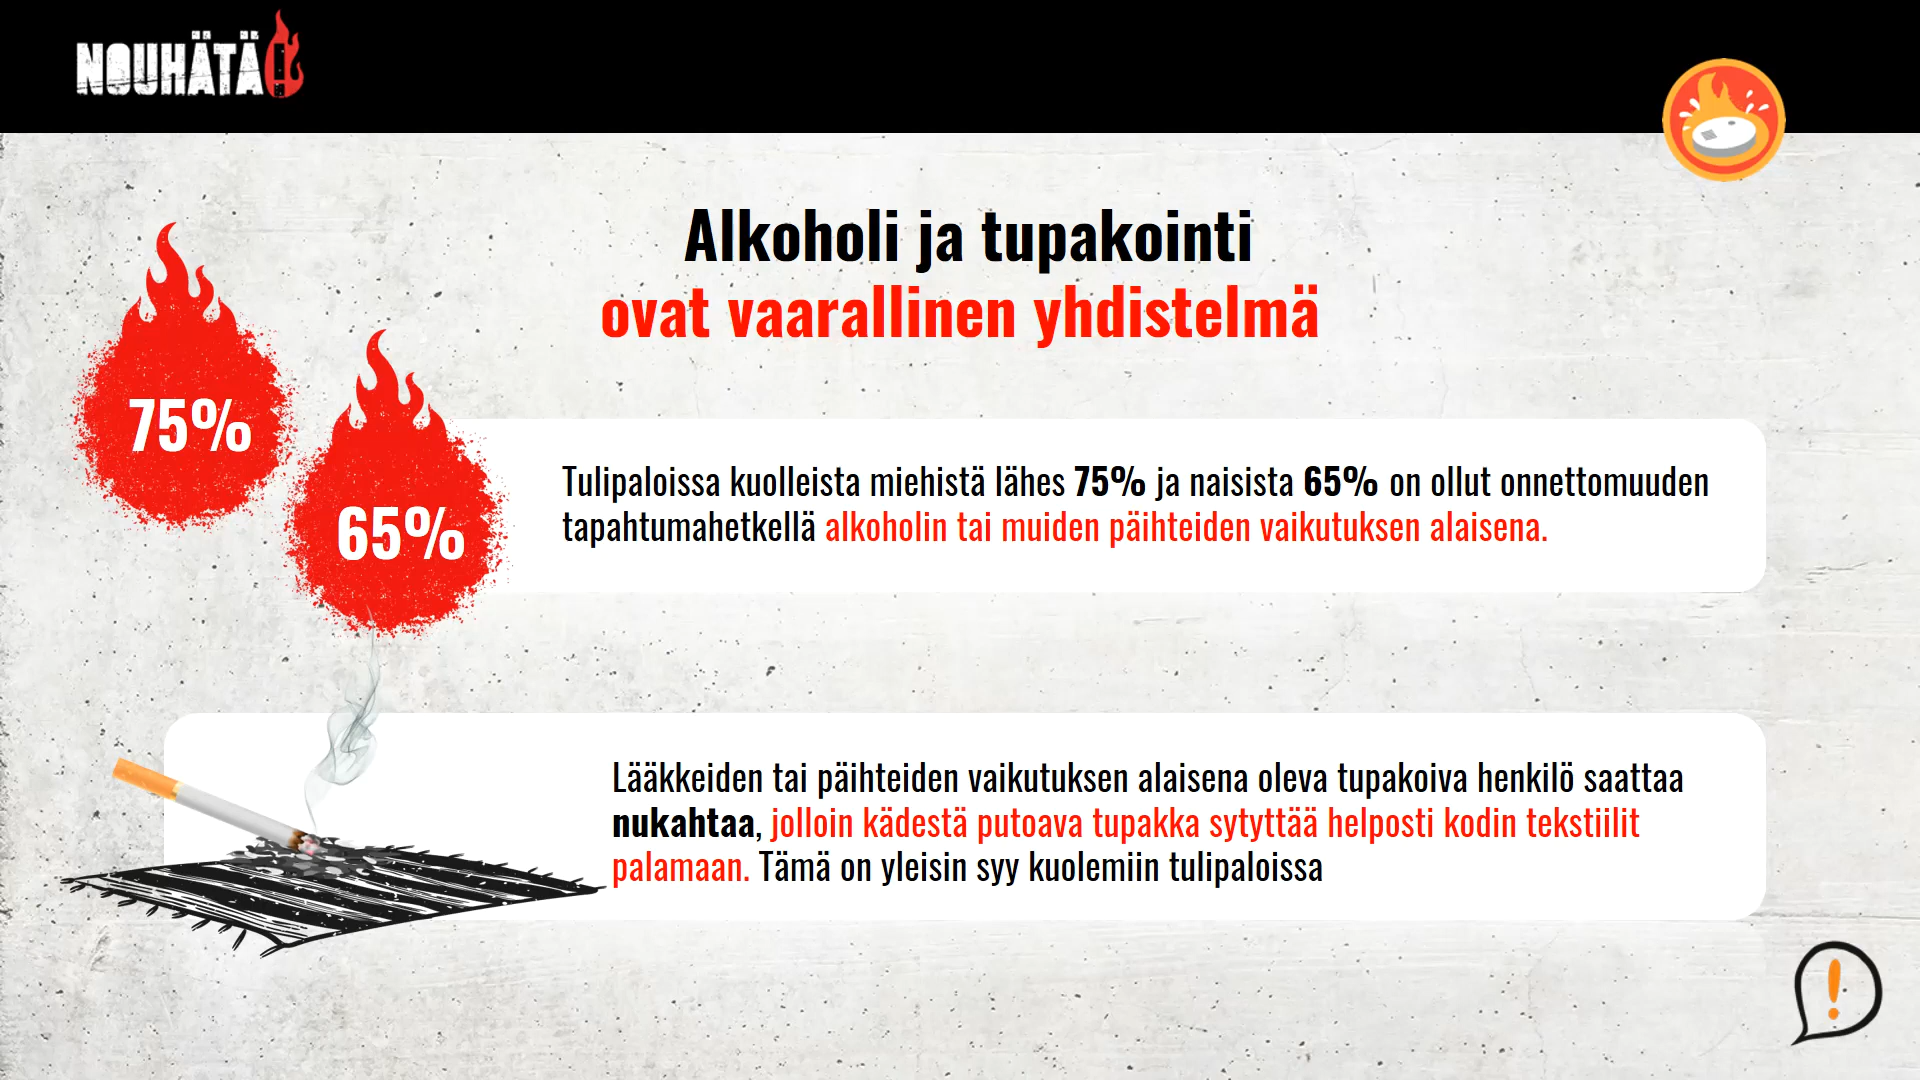 NOUHÄTÄ!
Alkoholi ja tupakointi
ovat vaarallinen yhdistelmä
75%
65%
Tulipaloissa kuolleista miehistä lähes 75% ja naisista 65% on ollut onnettomuuden
tapahtumahetkellä alkoholin tai muiden päihteiden vaikutuksen alaisena.
Lääkkeiden tai päihteiden vaikutuksen alaisena oleva tupakoiva henkilö saattaa
nukahtaa, jolloin kädestä putoava tupakka sytyttää helposti kodin tekstiilit
palamaan. Tämä on yleisin syy kuolemiin tulipaloissa
!